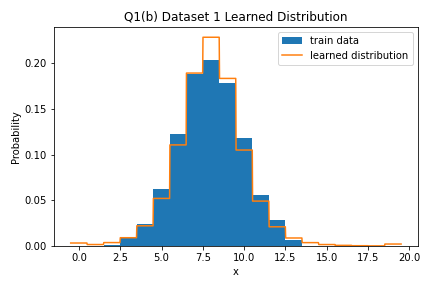 Q1(b) Dataset 1 Learned Distribution
train data
learned distribution
0.20
0.15
0.10
0.05
0.00
Probability
0.0 2.5 5.0 7.5 10.0 12.5 15.0 17.5 20.0
x